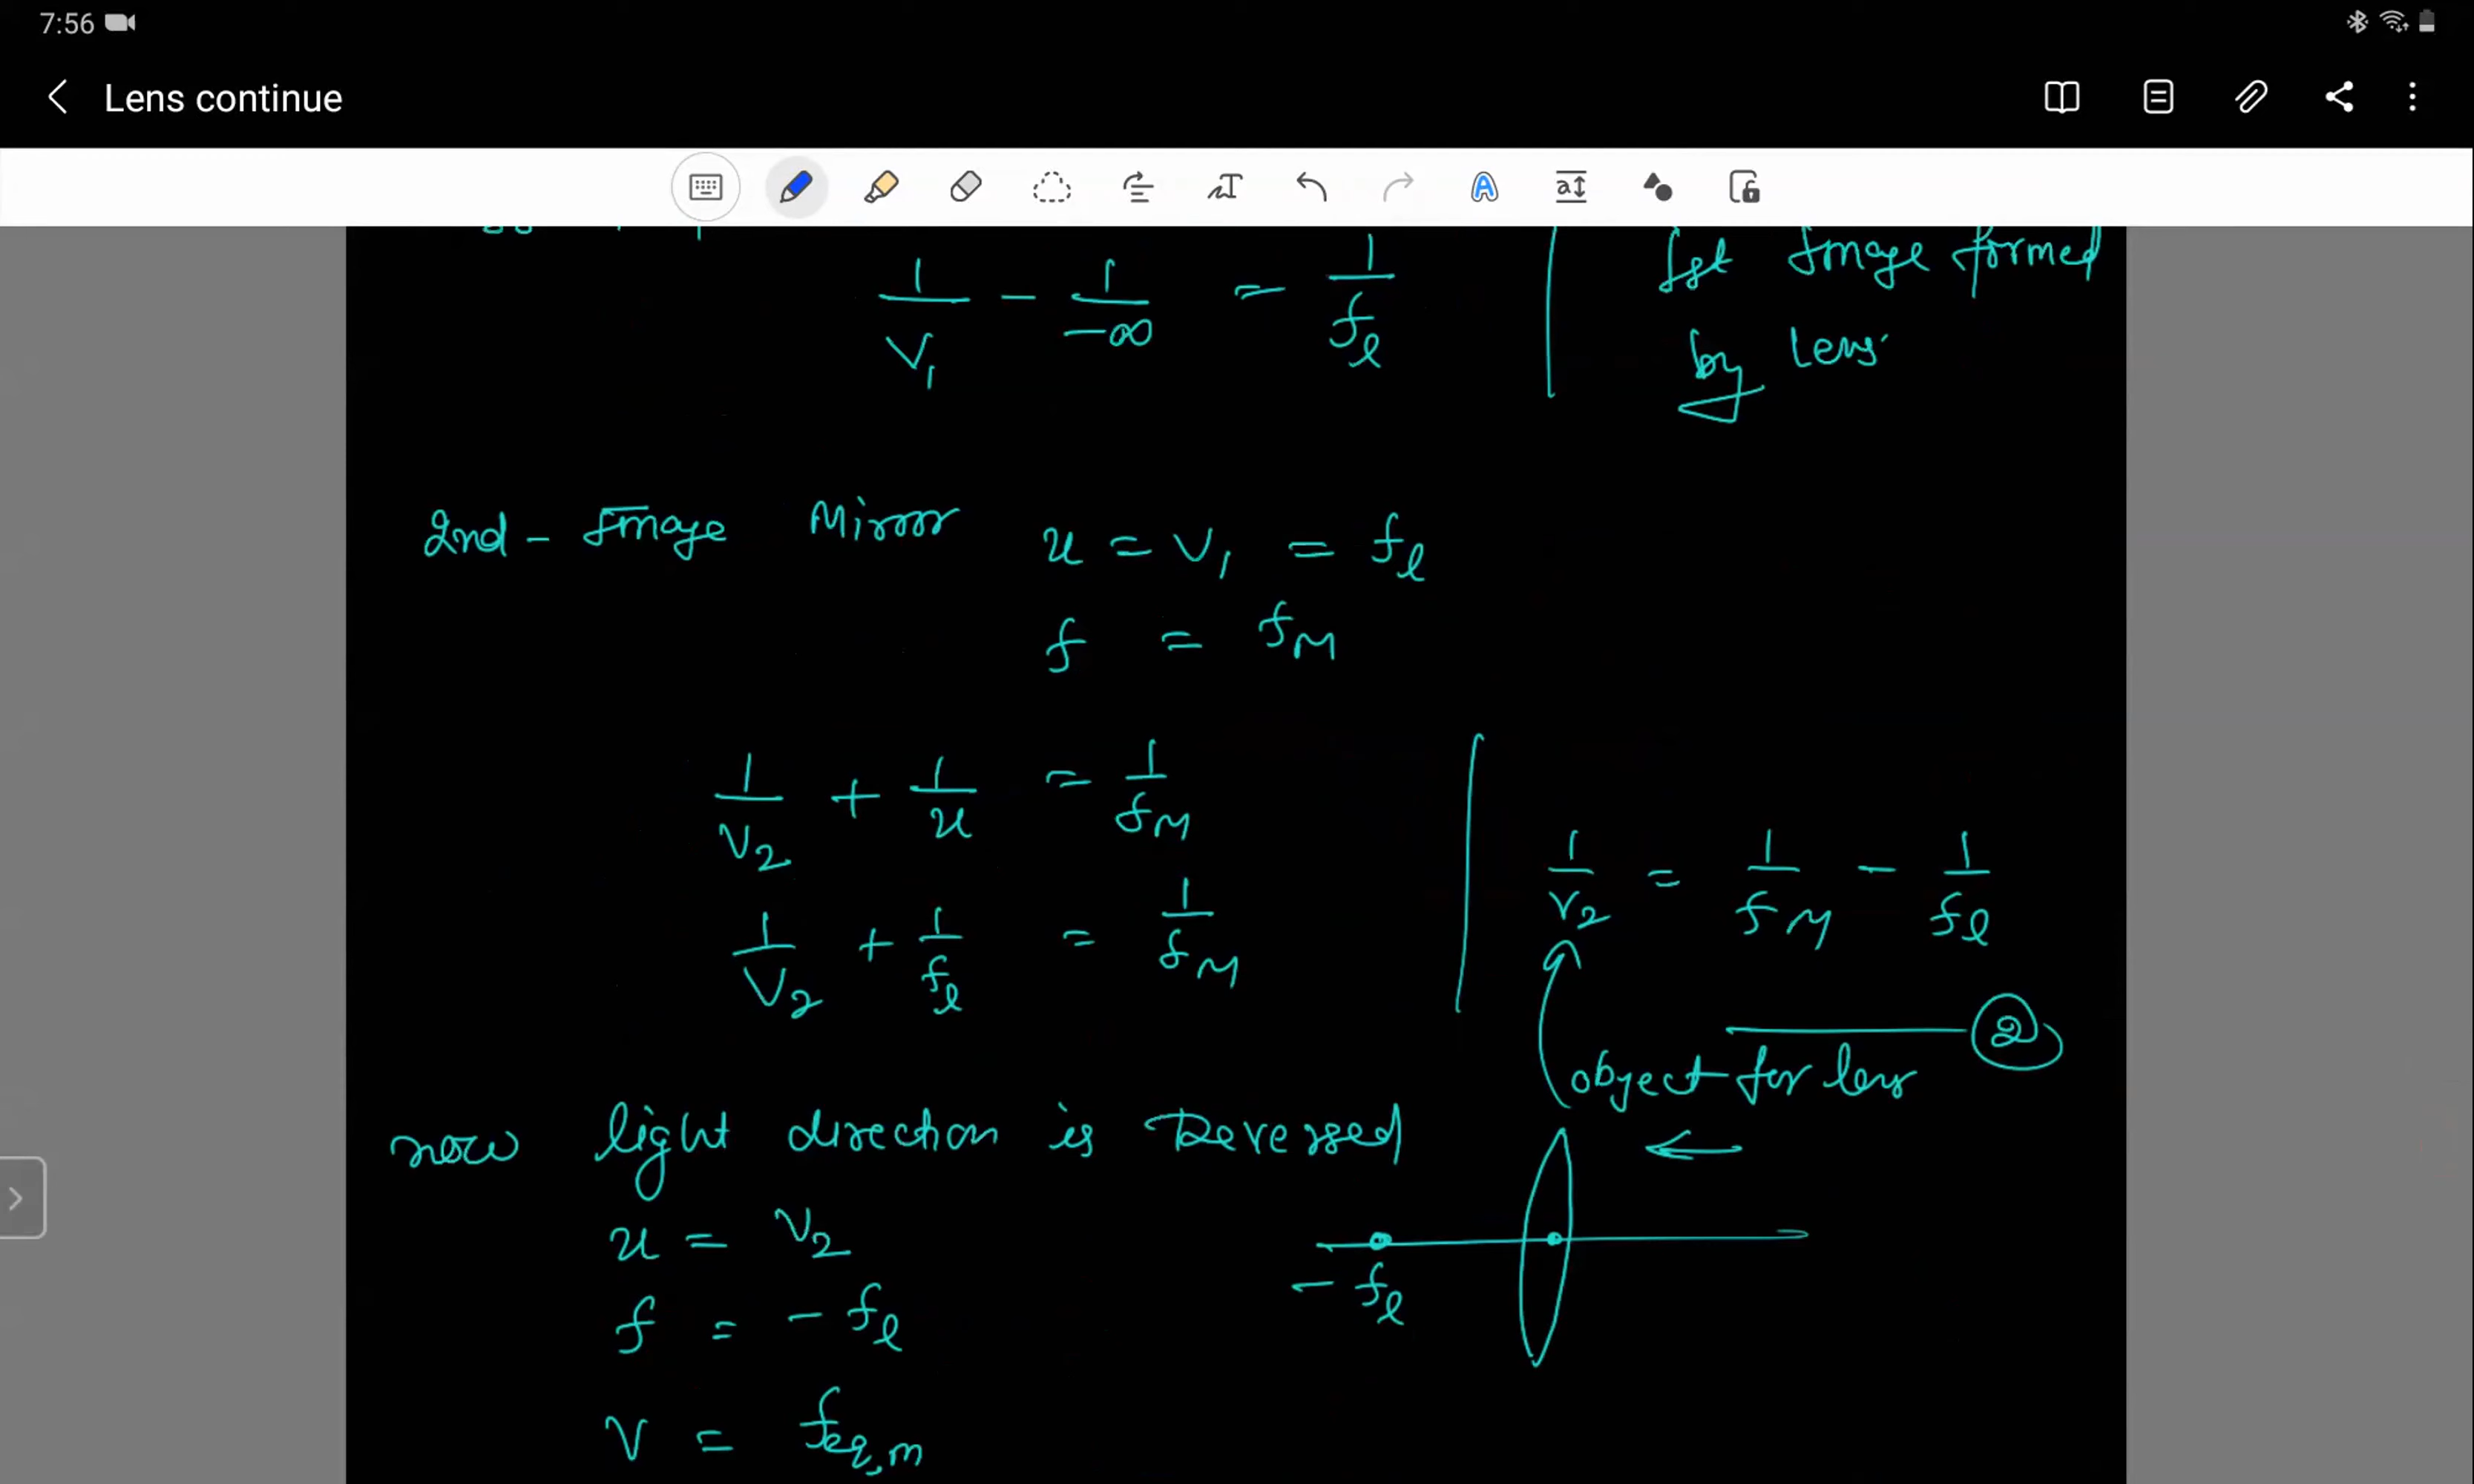 7:56
Lens continue
1/V₁ − 1/−∞ = 1/fₗ
Ist Image formed
by Lens
2nd - Image Mirror u = V₁ = fₗ
f = f_M
1/V₂ + 1/u = 1/f_M
1/V₂ = 1/f_M − 1/fₗ
1/V₂ + 1/fₗ = 1/f_M
2
object for lens
now light direction is Reversed
u = V₂
f = − fₗ
− fₗ
V = f_eq,m